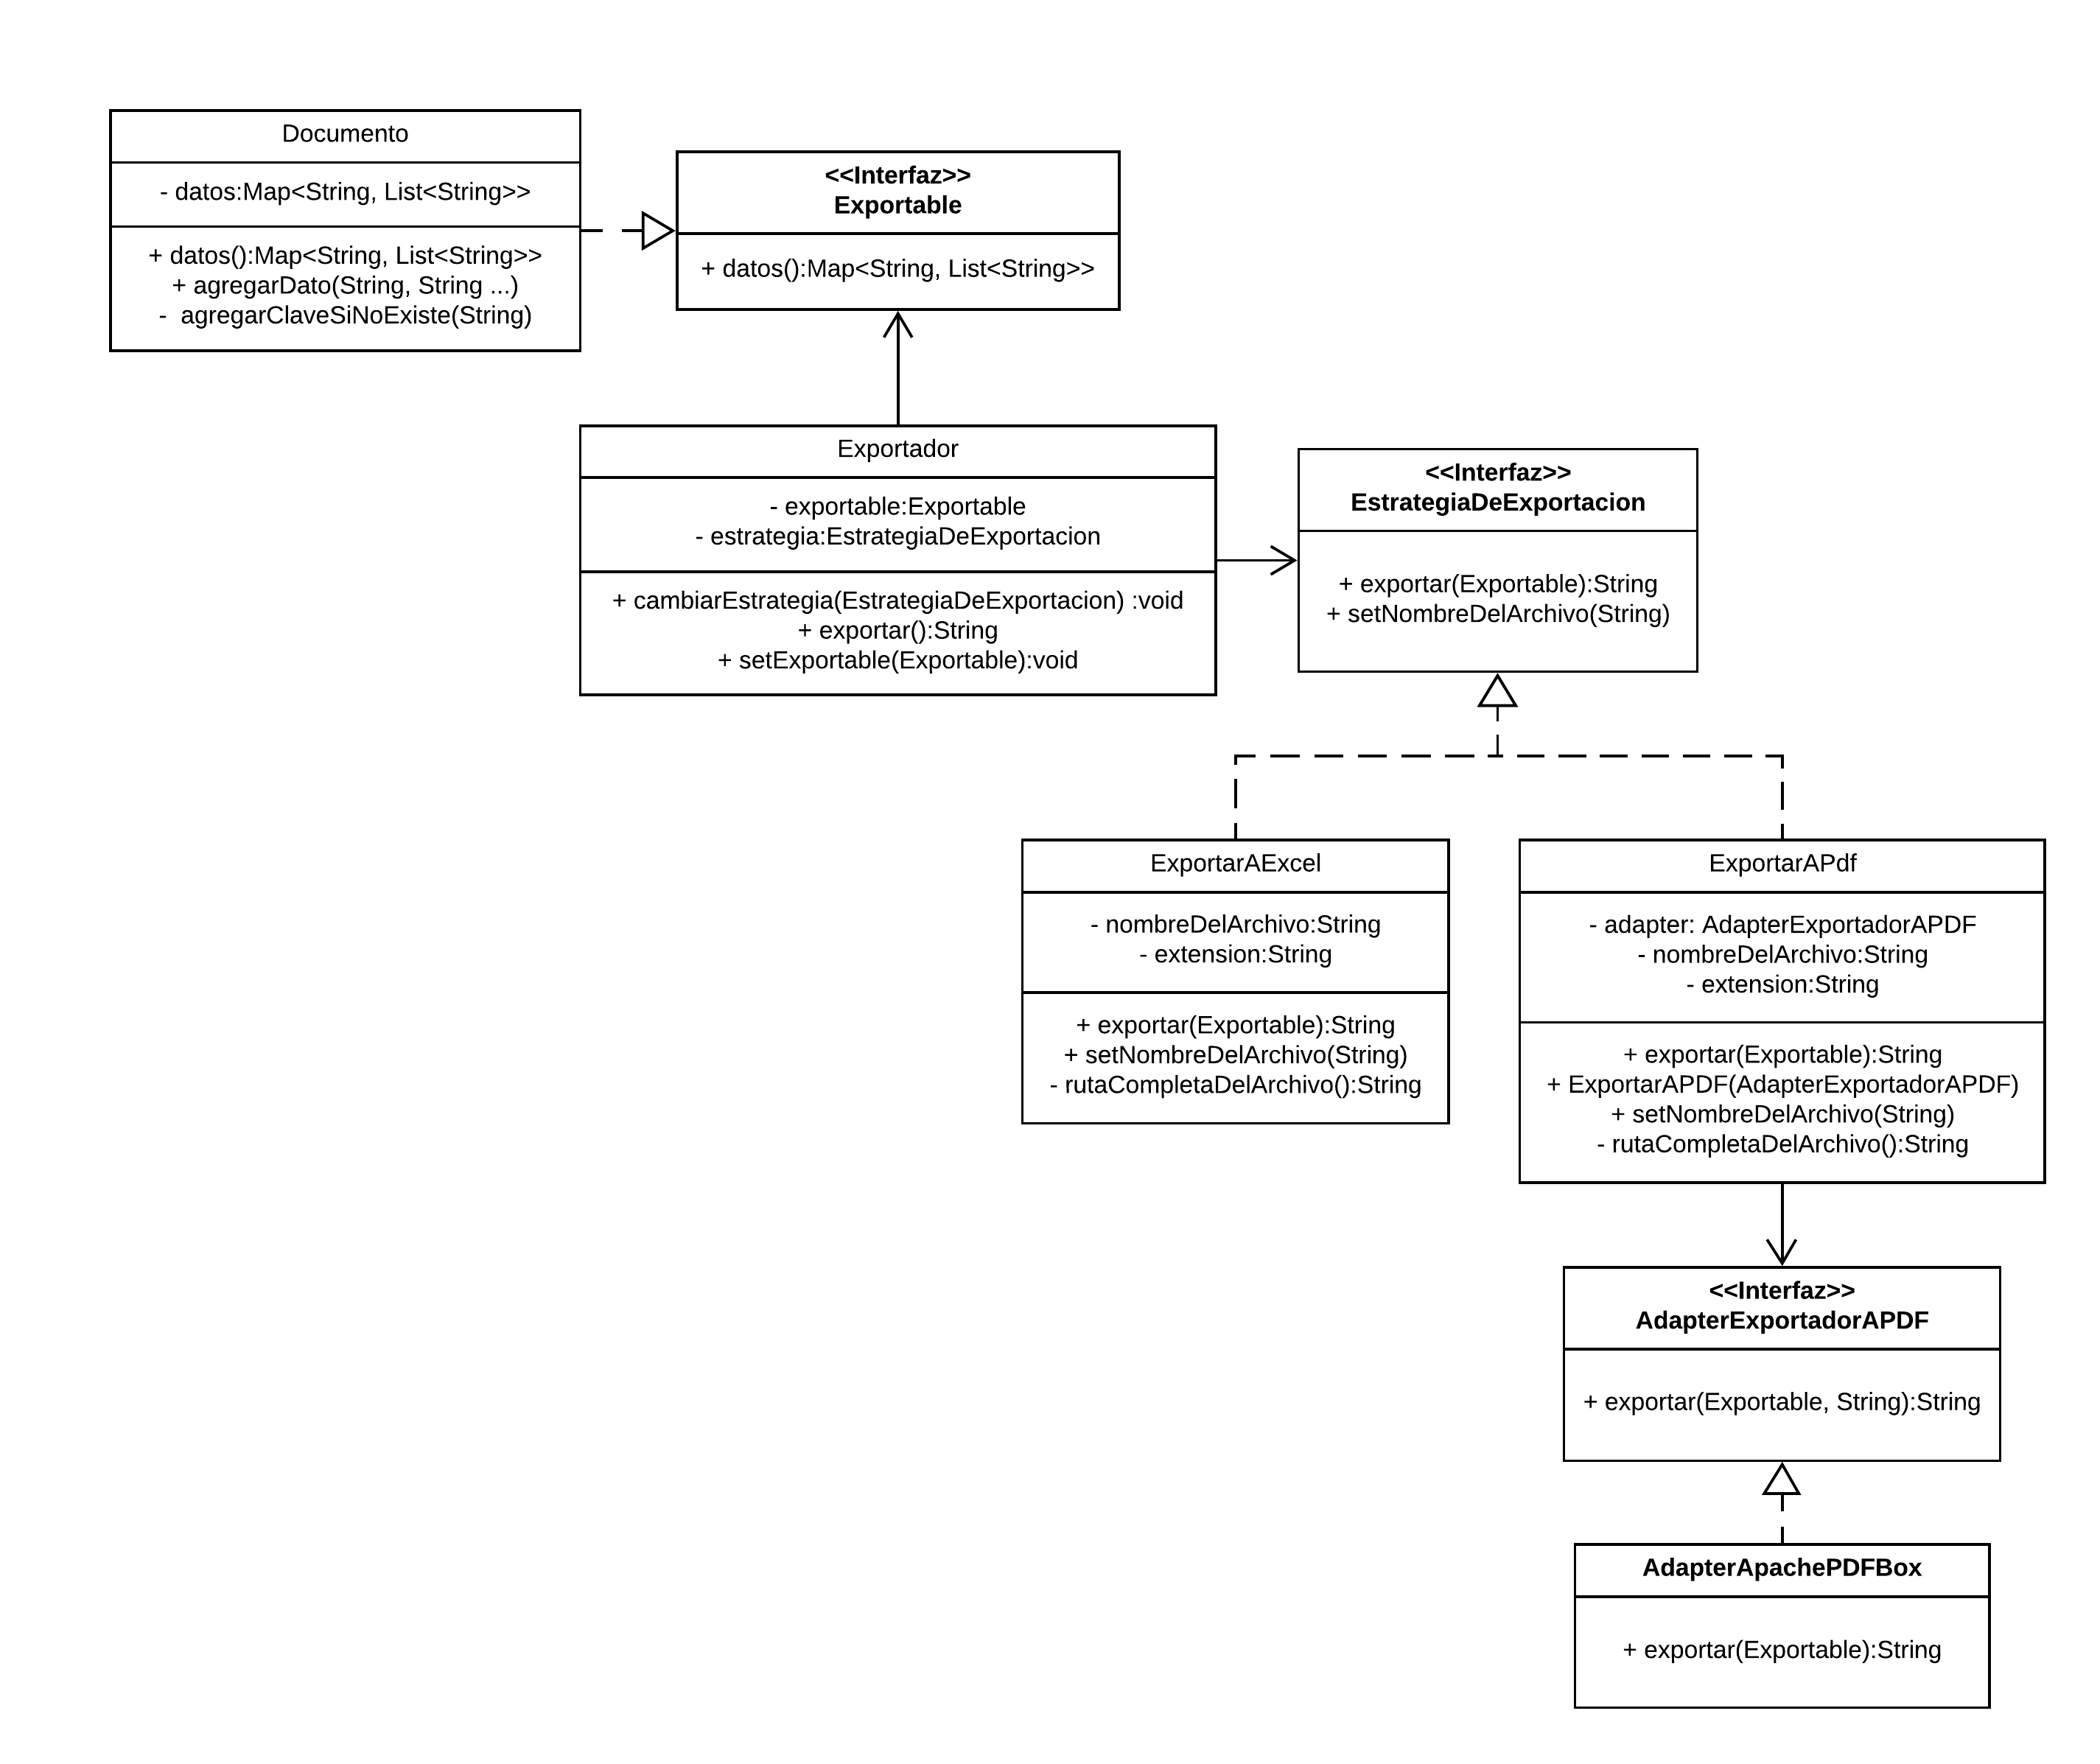 Documento
- datos:Map<String, List<String>>
+ datos():Map<String, List<String>>
+ agregarDato(String, String ...)
-  agregarClaveSiNoExiste(String)
<<Interfaz>>
Exportable
+ datos():Map<String, List<String>>
Exportador
- exportable:Exportable
- estrategia:EstrategiaDeExportacion
+ cambiarEstrategia(EstrategiaDeExportacion) :void
+ exportar():String
+ setExportable(Exportable):void
<<Interfaz>>
EstrategiaDeExportacion
+ exportar(Exportable):String
+ setNombreDelArchivo(String)
ExportarAExcel
- nombreDelArchivo:String
- extension:String
+ exportar(Exportable):String
+ setNombreDelArchivo(String)
- rutaCompletaDelArchivo():String
ExportarAPdf
- adapter: AdapterExportadorAPDF
- nombreDelArchivo:String
- extension:String
+ exportar(Exportable):String
+ ExportarAPDF(AdapterExportadorAPDF)
+ setNombreDelArchivo(String)
- rutaCompletaDelArchivo():String
<<Interfaz>>
AdapterExportadorAPDF
+ exportar(Exportable, String):String
AdapterApachePDFBox
+ exportar(Exportable):String